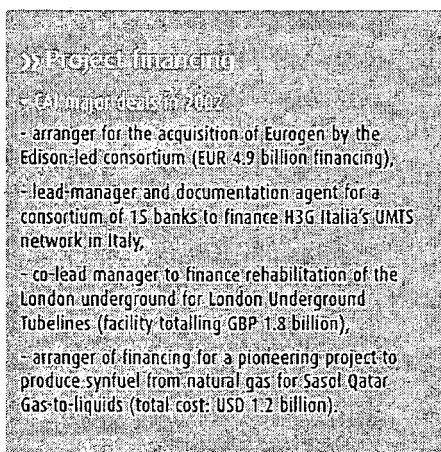 » Project financing
- CAI major deals in 2002
- arranger for the acquisition of Eurogen by the
Edison-led consortium (EUR 4.9 billion financing),
- lead-manager and documentation agent for a
consortium of 15 banks to finance H3G Italia's UMTS
network in Italy,
- co-lead manager to finance rehabilitation of the
London underground for London Underground
Tubelines (facility totalling GBP 1.8 billion),
- arranger of financing for a pioneering project to
produce synfuel from natural gas for Sasol Qatar
Gas-to-liquids (total cost: USD 1.2 billion).